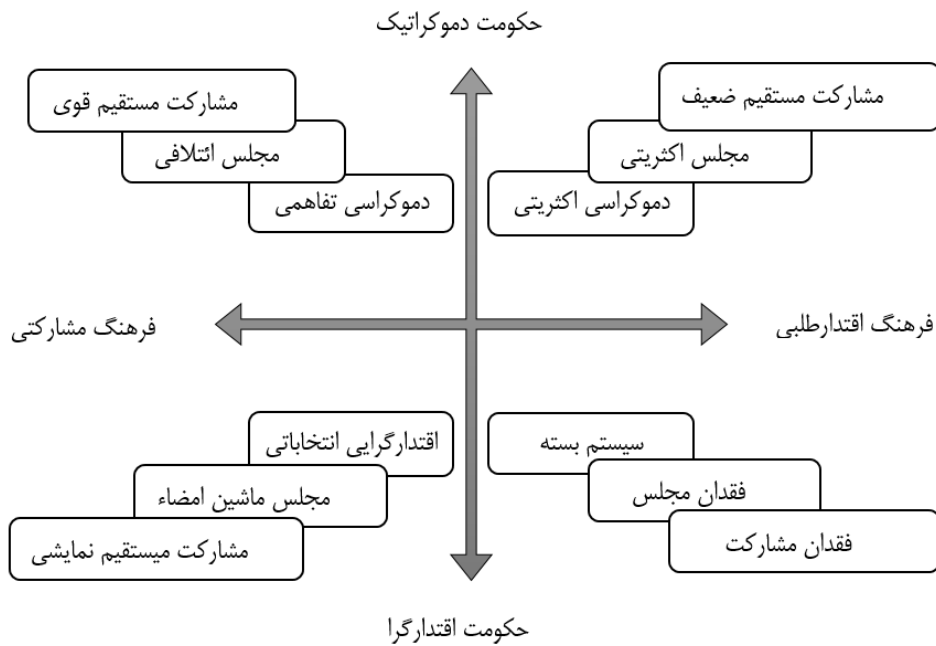 حکومت دموکراتیک
مشارکت مستقیم ضعیف
مشارکت مستقیم قوی
مجلس اکثریتی
مجلس ائتلافی
دموکراسی اکثریتی
دموکراسی تفاهمی
فرهنگ اقتدارطلبی
فرهنگ مشارکتی
سیستم بسته
اقتدارگرایی انتخاباتی
فقدان مجلس
مجلس ماشین امضاء
فقدان مشارکت
مشارکت میستقیم نمایشی
حکومت اقتدارگرا